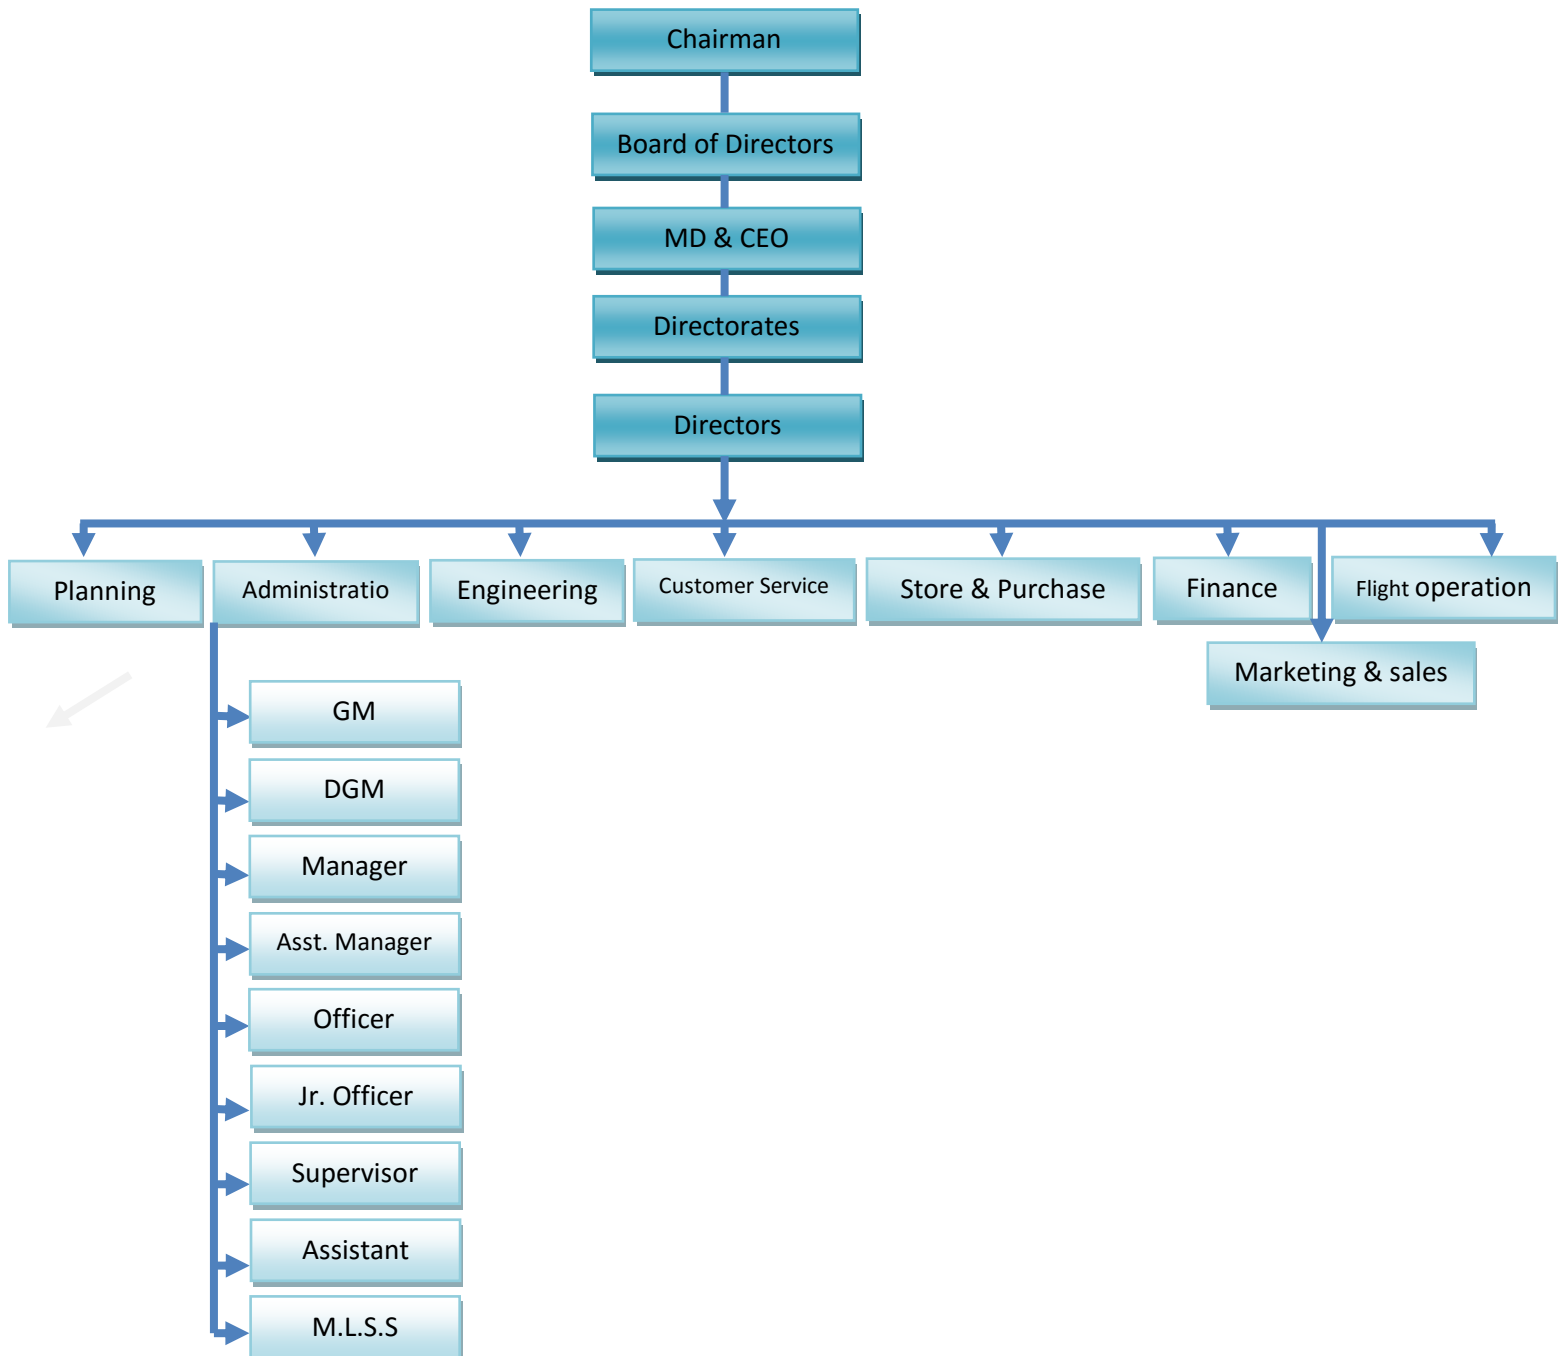 Chairman
Board of Directors
MD & CEO
Directorates
Directors
Planning
Administratio
Engineering
Customer Service
Store & Purchase
Finance
Flight operation
Marketing & sales
GM
DGM
Manager
Asst. Manager
Officer
Jr. Officer
Supervisor
Assistant
M.L.S.S